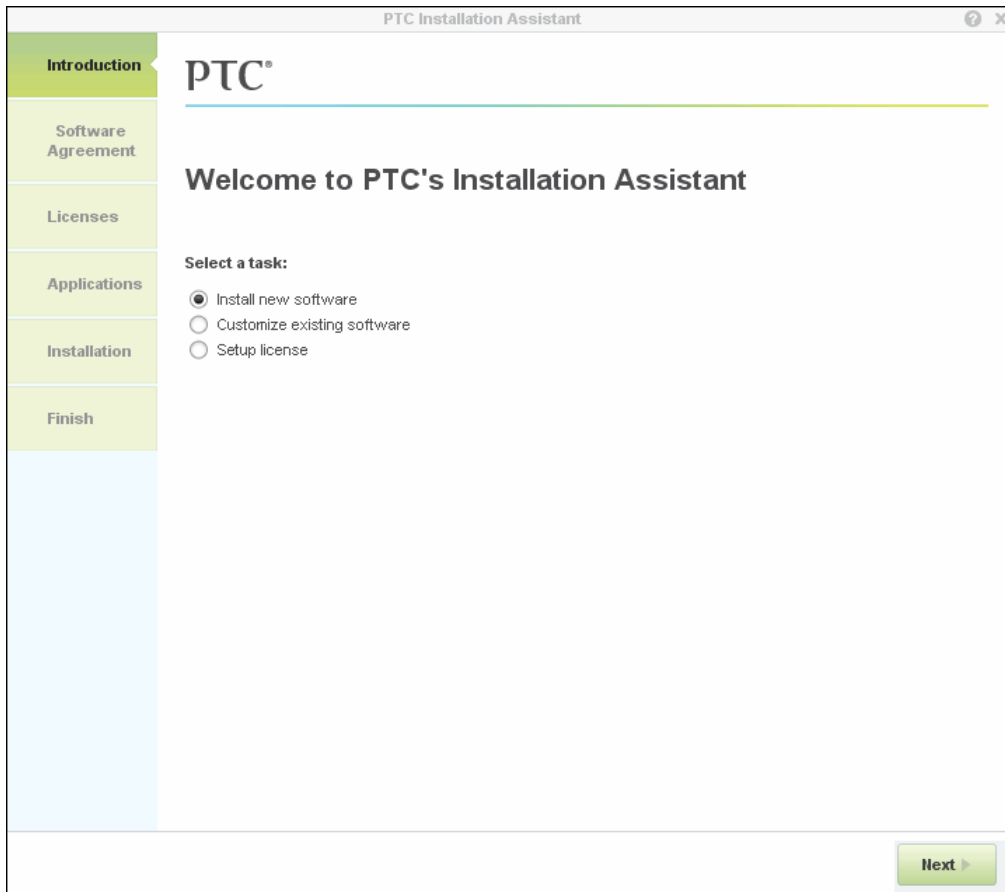 PTC Installation Assistant
Introduction
Software
Agreement
Licenses
Applications
Installation
Finish
PTC®
Welcome to PTC's Installation Assistant
Select a task:
Install new software
Customize existing software
Setup license
Next